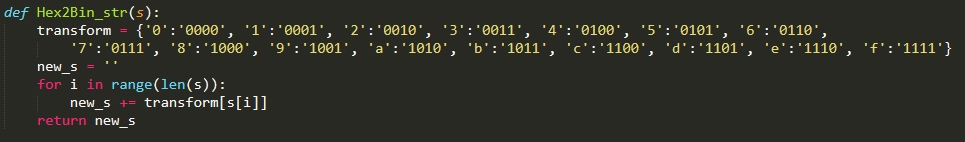 def Hex2Bin_str(s):
    transform = {'0':'0000', '1':'0001', '2':'0010', '3':'0011', '4':'0100', '5':'0101', '6':'0110',
        '7':'0111', '8':'1000', '9':'1001', 'a':'1010', 'b':'1011', 'c':'1100', 'd':'1101', 'e':'1110', 'f':'1111'}
    new_s = ''
    for i in range(len(s)):
        new_s += transform[s[i]]
    return new_s